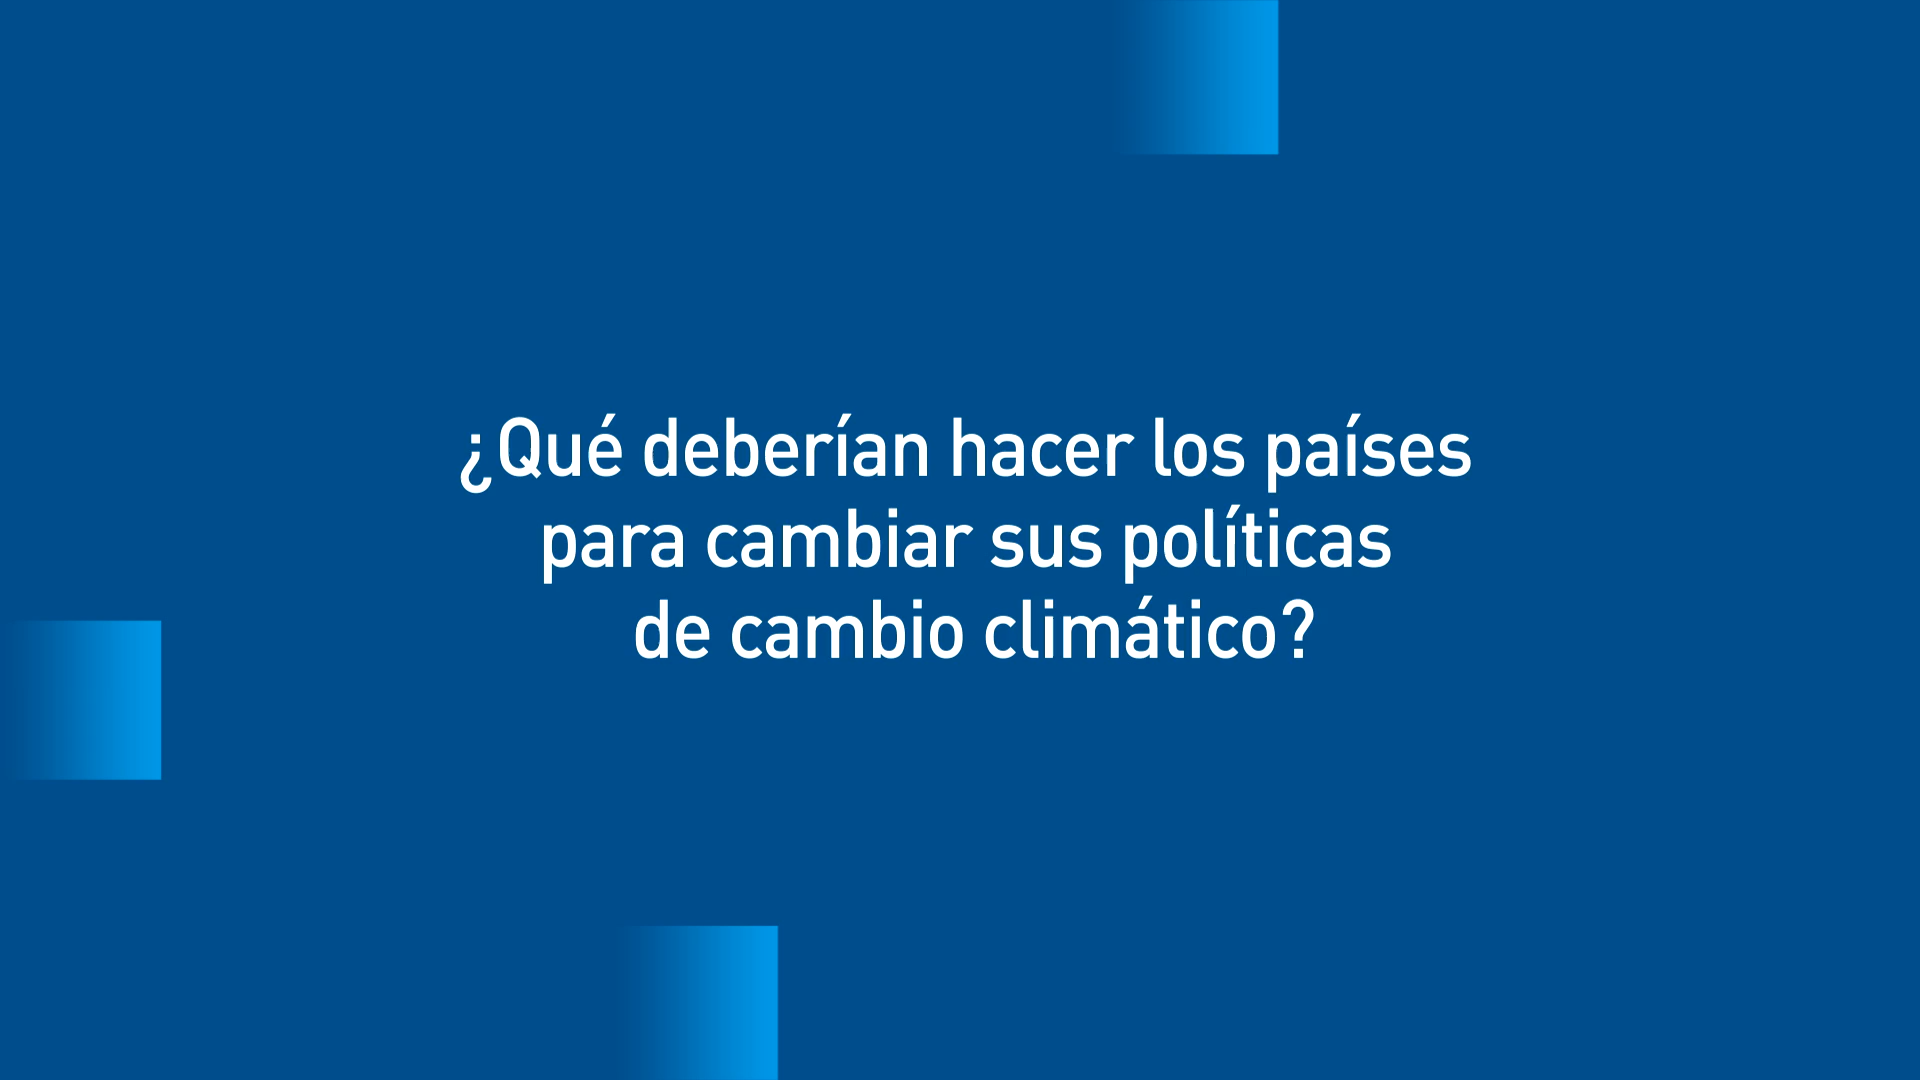 ¿Qué deberían hacer los países
para cambiar sus políticas
de cambio climático?